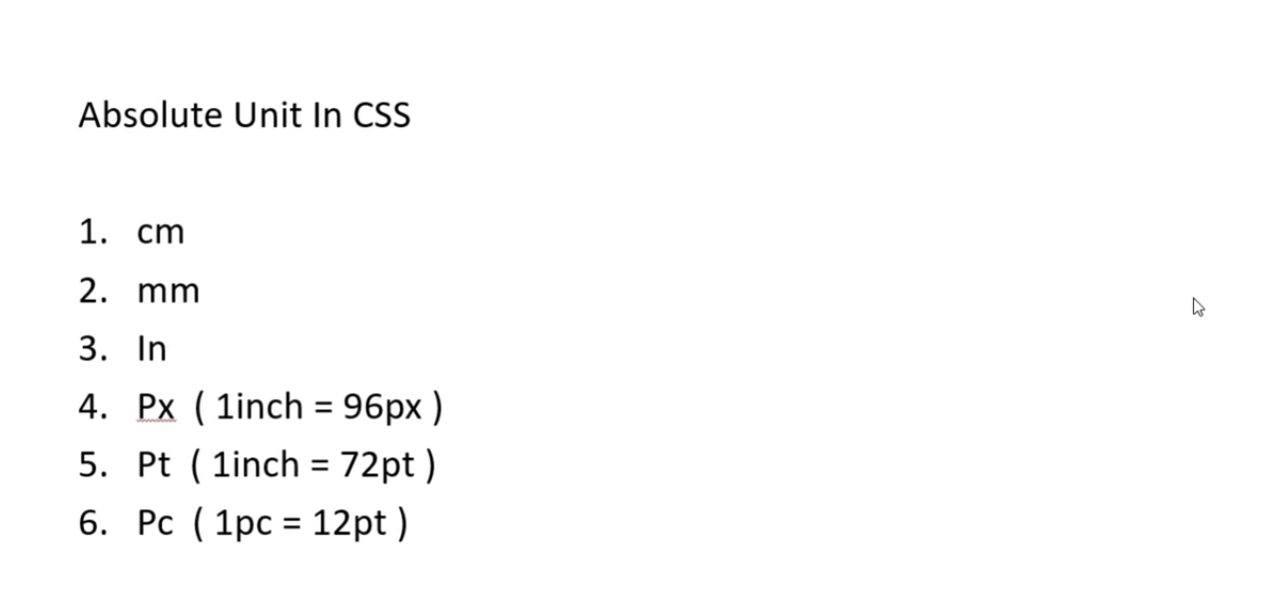 Absolute Unit In CSS
1. cm
2. mm
3. In
4. Px ( 1inch = 96px )
5. Pt ( 1inch = 72pt )
6. Pc ( 1pc = 12pt )